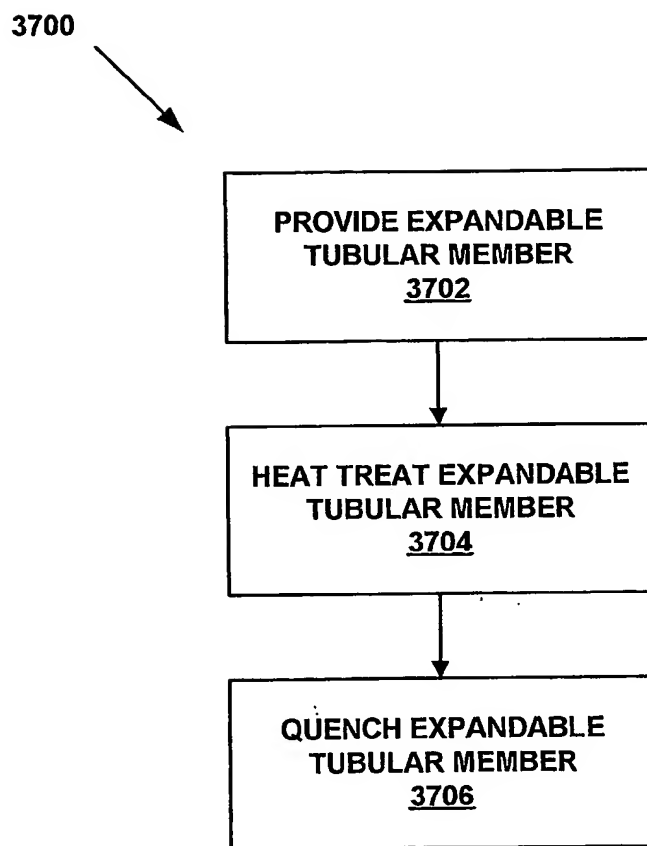 3700
PROVIDE EXPANDABLE
TUBULAR MEMBER
3702
HEAT TREAT EXPANDABLE
TUBULAR MEMBER
3704
QUENCH EXPANDABLE
TUBULAR MEMBER
3706